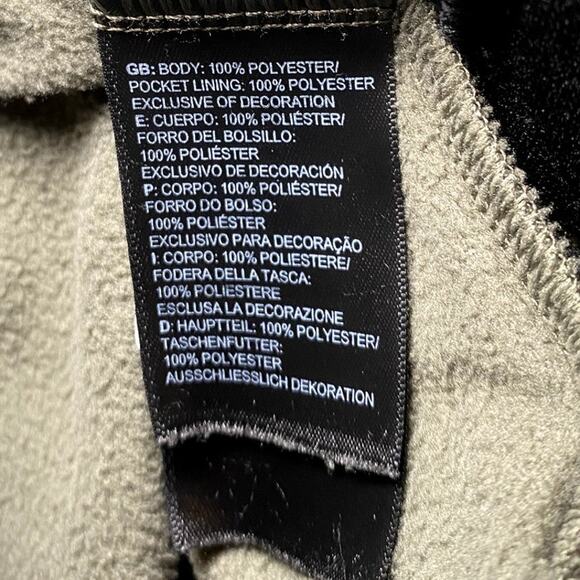 GB: BODY: 100% POLYESTER/
POCKET LINING: 100% POLYESTER
EXCLUSIVE OF DECORATION
E: CUERPO: 100% POLIÉSTER/
FORRO DEL BOLSILLO:
100% POLIÉSTER
EXCLUSIVO DE DECORACIÓN
P: CORPO: 100% POLIÉSTER/
FORRO DO BOLSO:
100% POLIÉSTER
EXCLUSIVO PARA DECORAÇÃO
I: CORPO: 100% POLIESTERE/
FODERA DELLA TASCA:
100% POLIESTERE
ESCLUSA LA DECORAZIONE
D: HAUPTTEIL: 100% POLYESTER/
TASCHENFUTTER:
100% POLYESTER
AUSSCHLIESSLICH DEKORATION